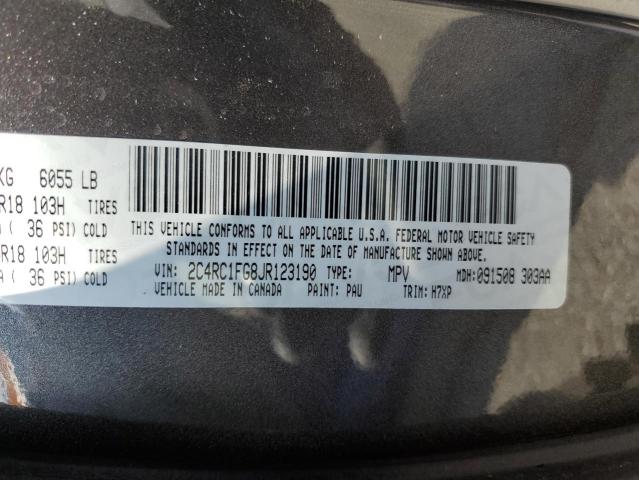 KG 6055 LB
R18 103H TIRES
( 36 PSI) COLD
R18 103H TIRES
A ( 36 PSI) COLD
THIS VEHICLE CONFORMS TO ALL APPLICABLE U.S.A. FEDERAL MOTOR VEHICLE SAFETY
STANDARDS IN EFFECT ON THE DATE OF MANUFACTURE SHOWN ABOVE.
VIN: 2C4RC1FG8JR123190 TYPE: MPV MDH: 091508 303AA
VEHICLE MADE IN CANADA PAINT: PAU TRIM: H7XP